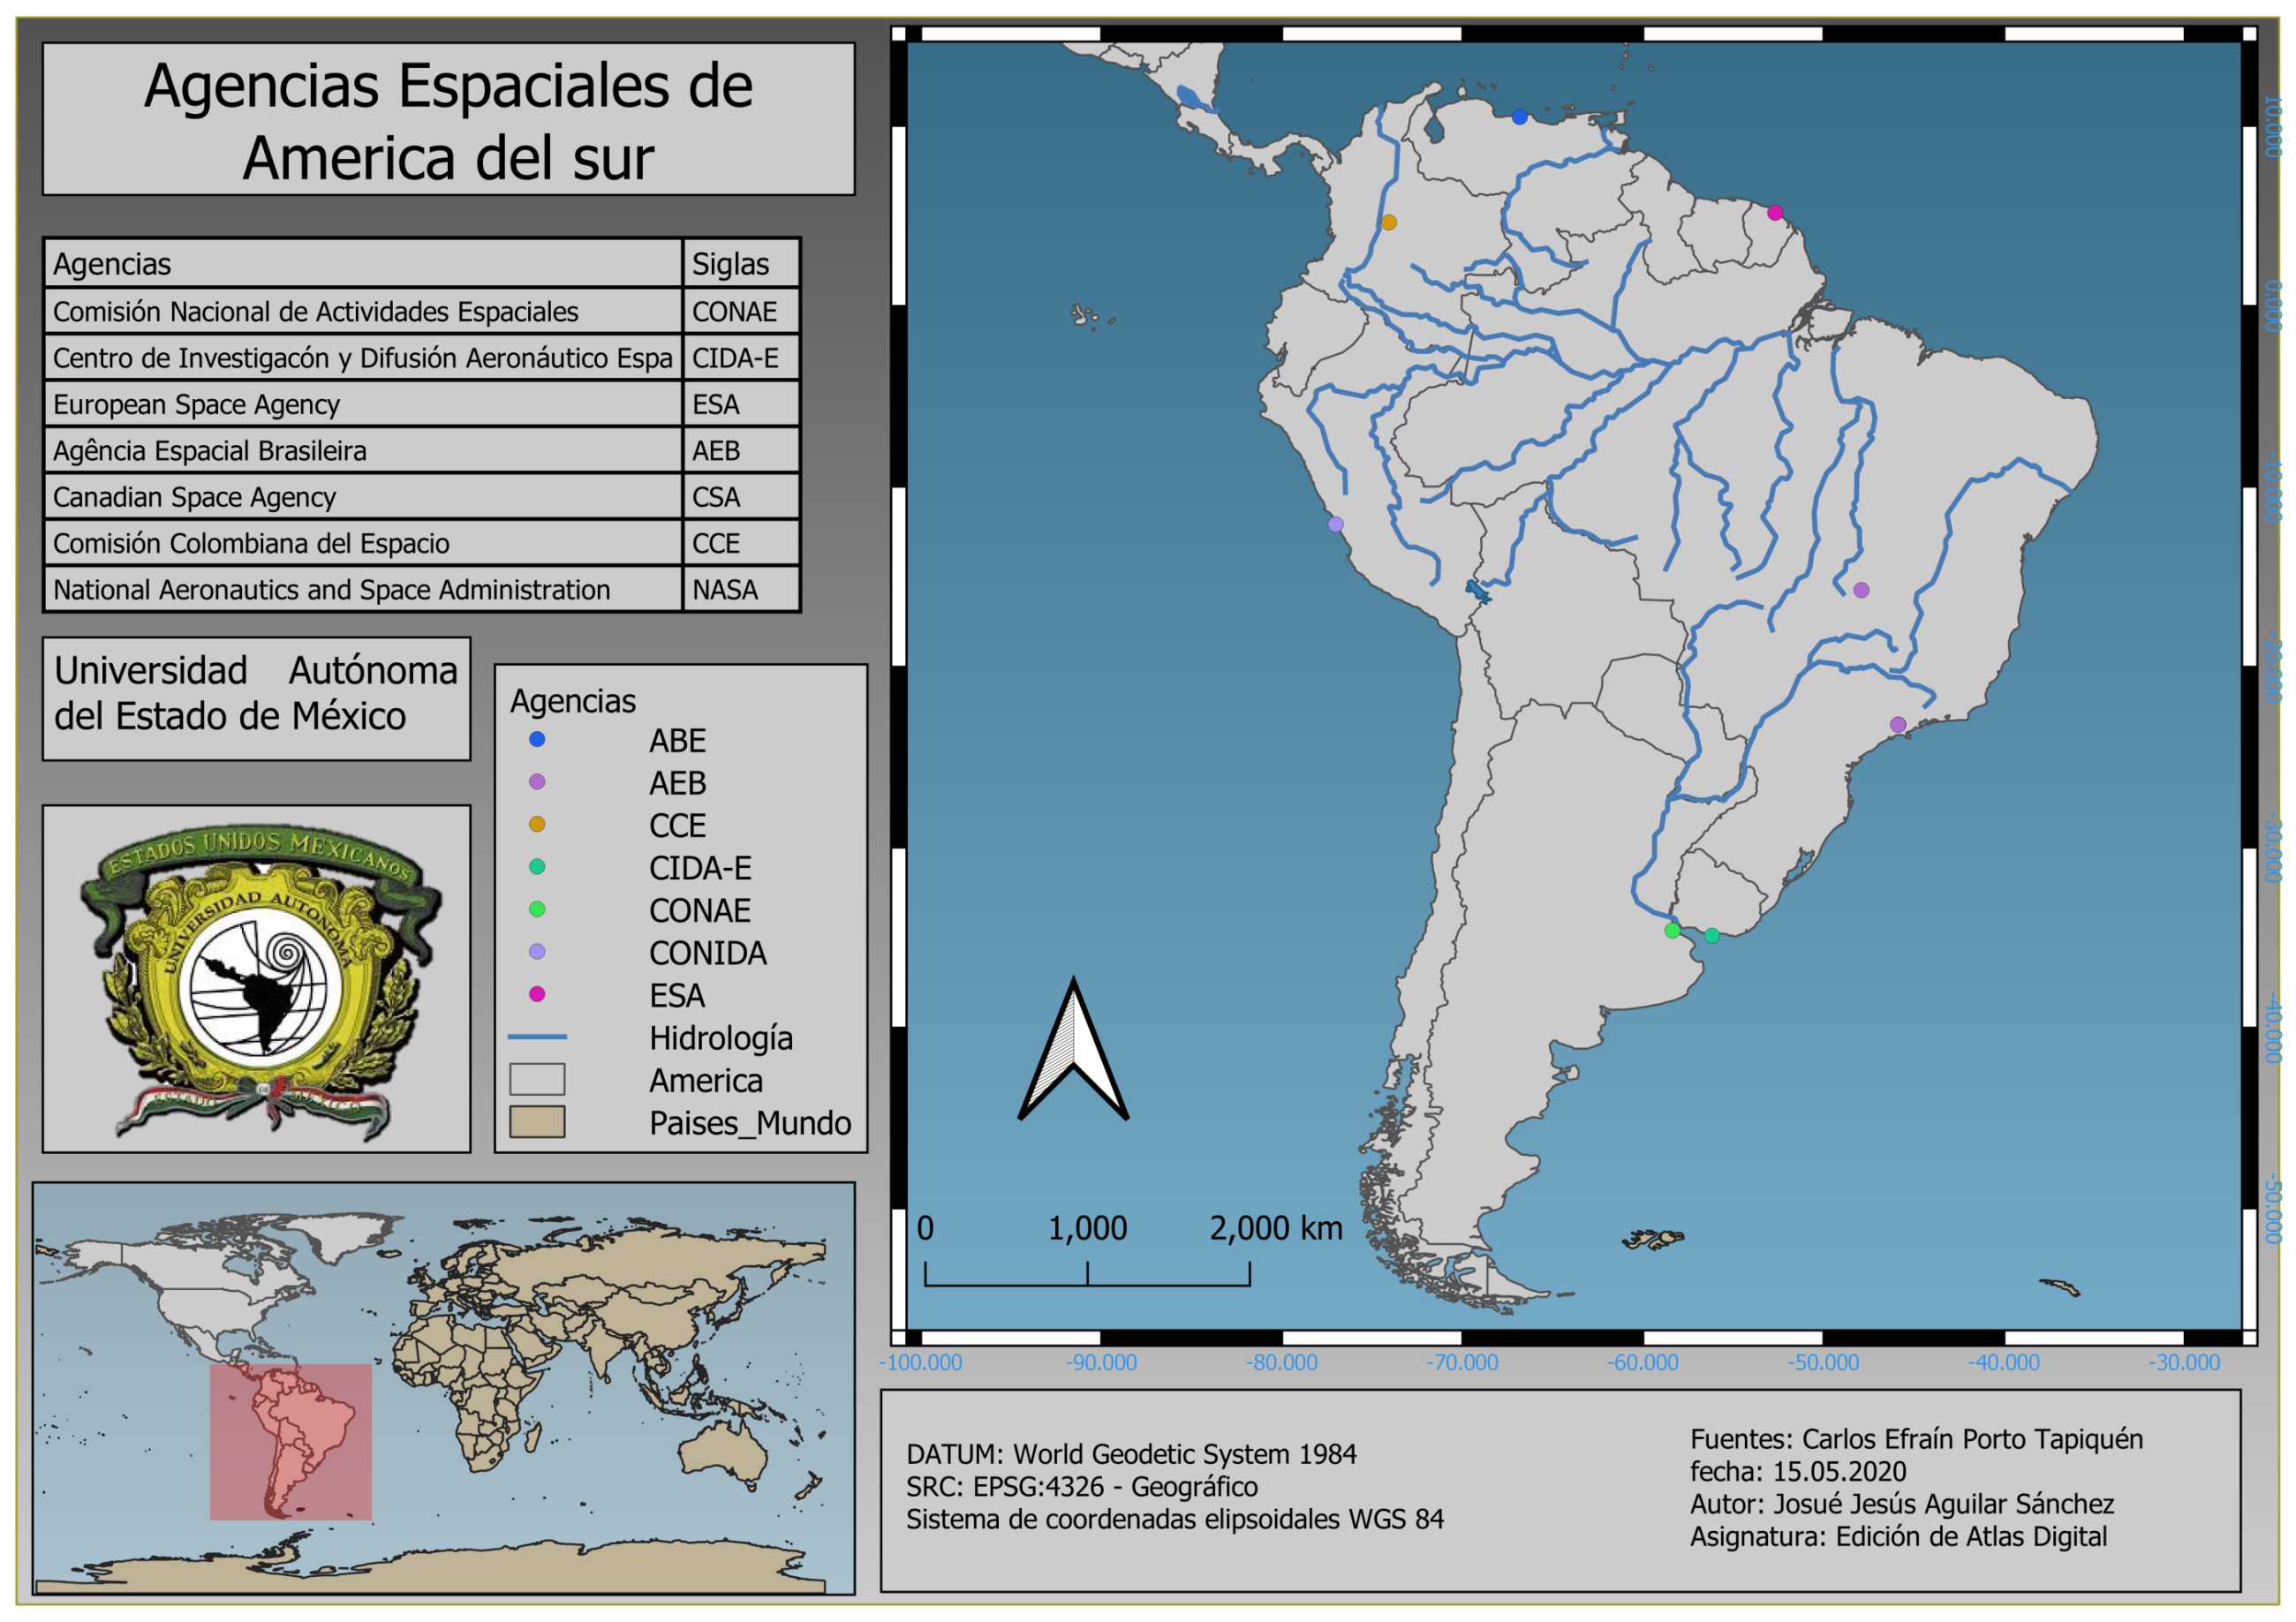 Agencias Espaciales de
America del sur
Agencias Siglas
Comisión Nacional de Actividades Espaciales CONAE
Centro de Investigacón y Difusión Aeronáutico Espa CIDA-E
European Space Agency ESA
Agência Espacial Brasileira AEB
Canadian Space Agency CSA
Comisión Colombiana del Espacio CCE
National Aeronautics and Space Administration NASA
Universidad Autónoma
del Estado de México
ESTADOS UNIDOS MEXICANOS
UNIVERSIDAD AUTONOMA
DE
ESTADO MEXICO
Agencias
ABE
AEB
CCE
CIDA-E
CONAE
CONIDA
ESA
Hidrología
America
Paises_Mundo
0 1,000 2,000 km
10.000
0.000
-10.000
-20.000
-30.000
-40.000
-50.000
-100.000 -90.000 -80.000 -70.000 -60.000 -50.000 -40.000 -30.000
DATUM: World Geodetic System 1984
SRC: EPSG:4326 - Geográfico
Sistema de coordenadas elipsoidales WGS 84
Fuentes: Carlos Efraín Porto Tapiquén
fecha: 15.05.2020
Autor: Josué Jesús Aguilar Sánchez
Asignatura: Edición de Atlas Digital